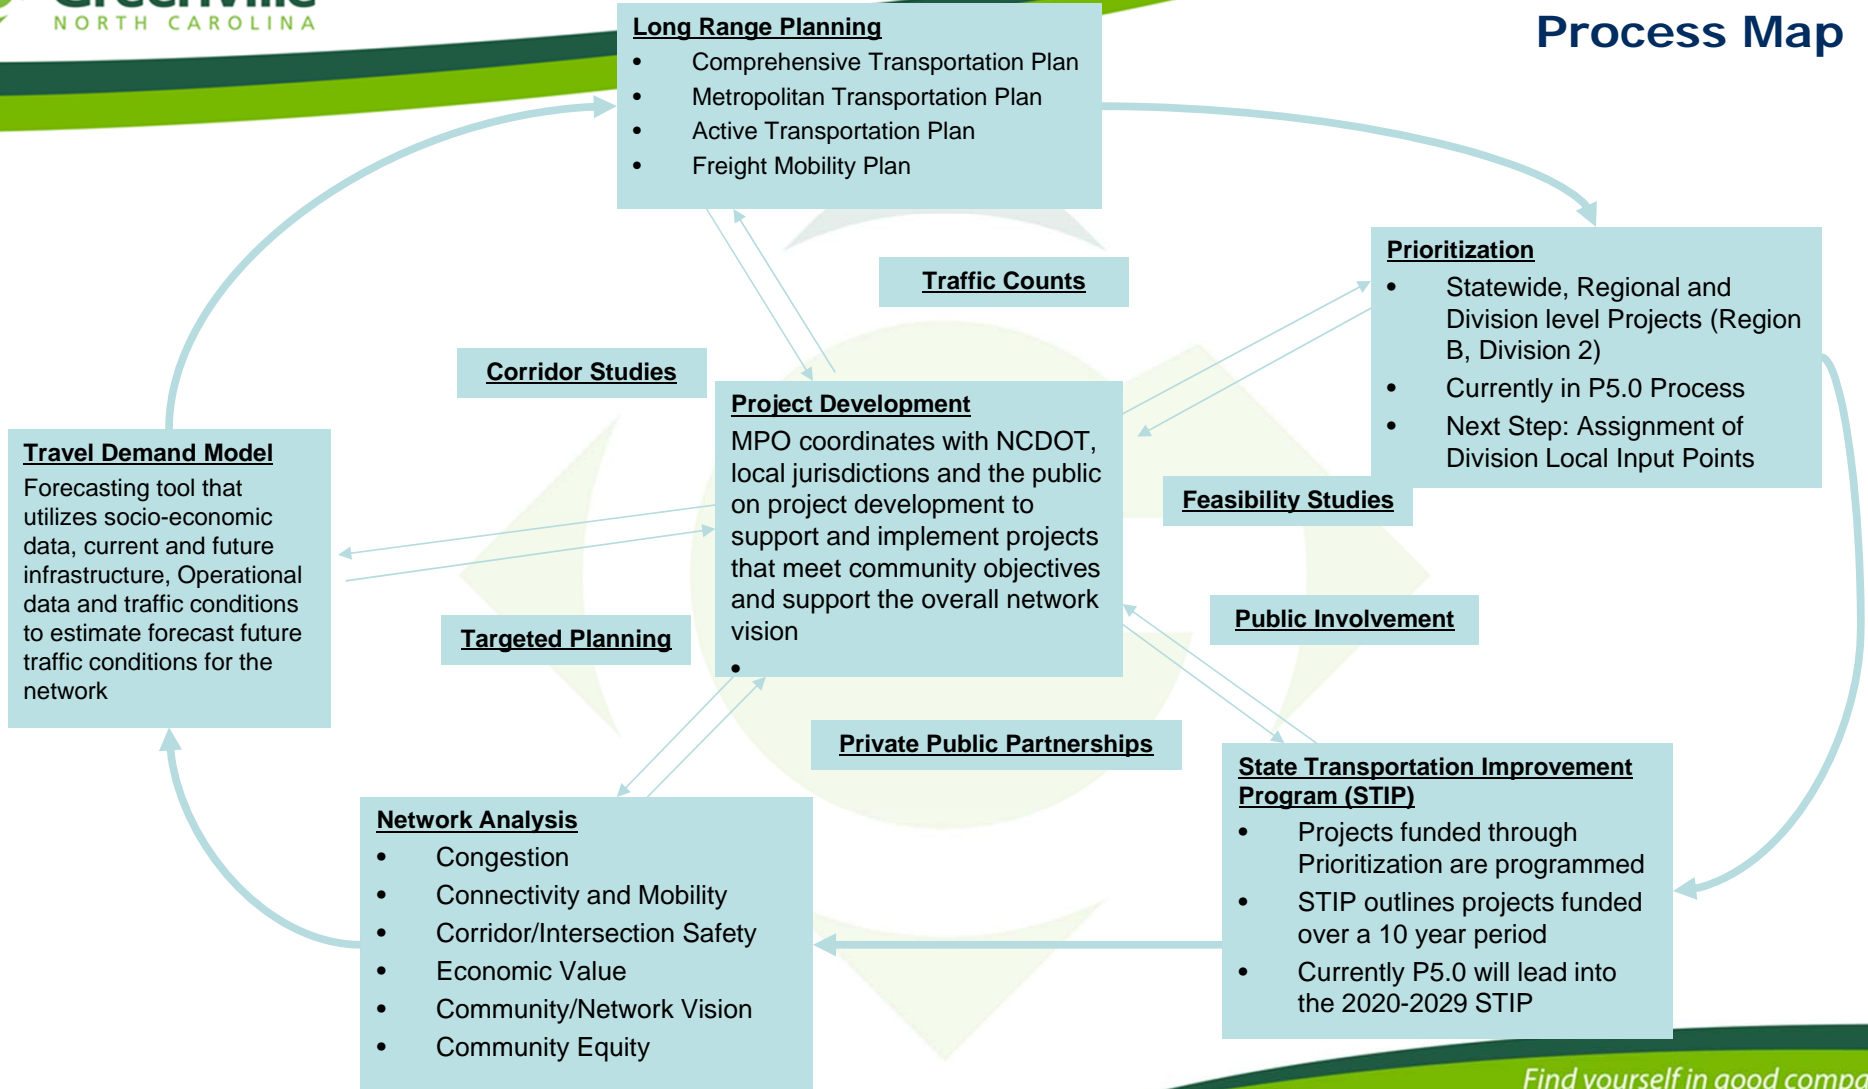 Greenville
NORTH CAROLINA
Process Map
Long Range Planning
• Comprehensive Transportation Plan
• Metropolitan Transportation Plan
• Active Transportation Plan
• Freight Mobility Plan
Traffic Counts
Prioritization
• Statewide, Regional and
Division level Projects (Region
B, Division 2)
• Currently in P5.0 Process
• Next Step: Assignment of
Division Local Input Points
Corridor Studies
Project Development
MPO coordinates with NCDOT,
local jurisdictions and the public
on project development to
support and implement projects
that meet community objectives
and support the overall network
vision
•
Travel Demand Model
Forecasting tool that
utilizes socio-economic
data, current and future
infrastructure, Operational
data and traffic conditions
to estimate forecast future
traffic conditions for the
network
Feasibility Studies
Targeted Planning
Public Involvement
Private Public Partnerships
State Transportation Improvement
Program (STIP)
• Projects funded through
Prioritization are programmed
• STIP outlines projects funded
over a 10 year period
• Currently P5.0 will lead into
the 2020-2029 STIP
Network Analysis
• Congestion
• Connectivity and Mobility
• Corridor/Intersection Safety
• Economic Value
• Community/Network Vision
• Community Equity
Find yourself in good compa